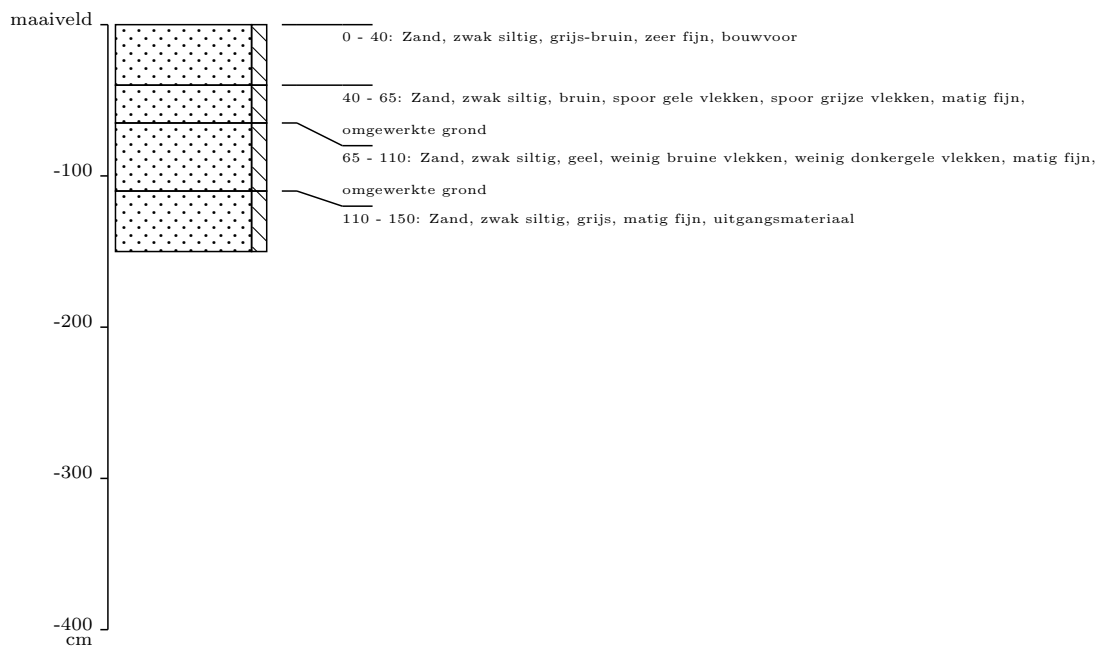 maaiveld
0 - 40: Zand, zwak siltig, grijs-bruin, zeer fijn, bouwvoor
40 - 65: Zand, zwak siltig, bruin, spoor gele vlekken, spoor grijze vlekken, matig fijn,
omgewerkte grond
65 - 110: Zand, zwak siltig, geel, weinig bruine vlekken, weinig donkergele vlekken, matig fijn,
-100
omgewerkte grond
110 - 150: Zand, zwak siltig, grijs, matig fijn, uitgangsmateriaal
-200
-300
-400
cm